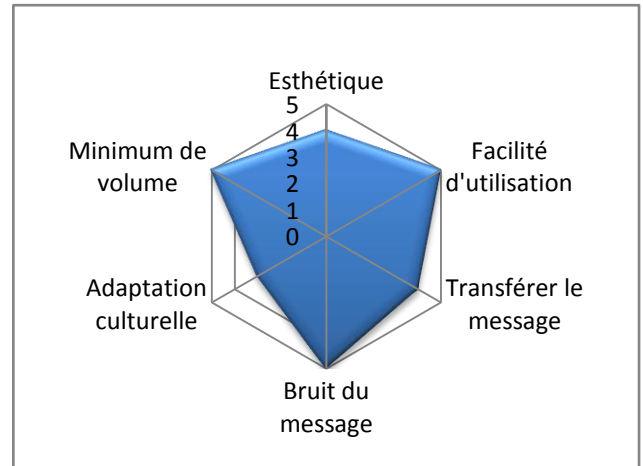 Esthétique
5
4
3
2
1
0
Facilité
d'utilisation
Transférer le
message
Bruit du
message
Adaptation
culturelle
Minimum de
volume